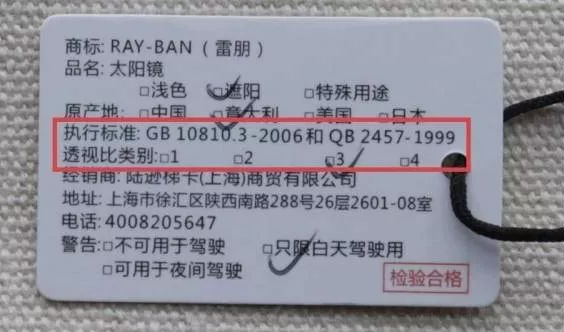 商标: RAY-BAN（雷朋）
品名: 太阳镜
□浅色 □遮阳 □特殊用途
原产地: □中国 □意大利 □美国 □日本
执行标准: GB 10810.3-2006和 QB 2457-1999
透视比类别: □1 □2 □3 □4
经销商: 陆逊梯卡(上海)商贸有限公司
地址: 上海市徐汇区陕西南路288号26层2601-08室
电话: 4008205647
警告: □不可用于驾驶 □只限白天驾驶用
□可用于夜间驾驶
检验合格